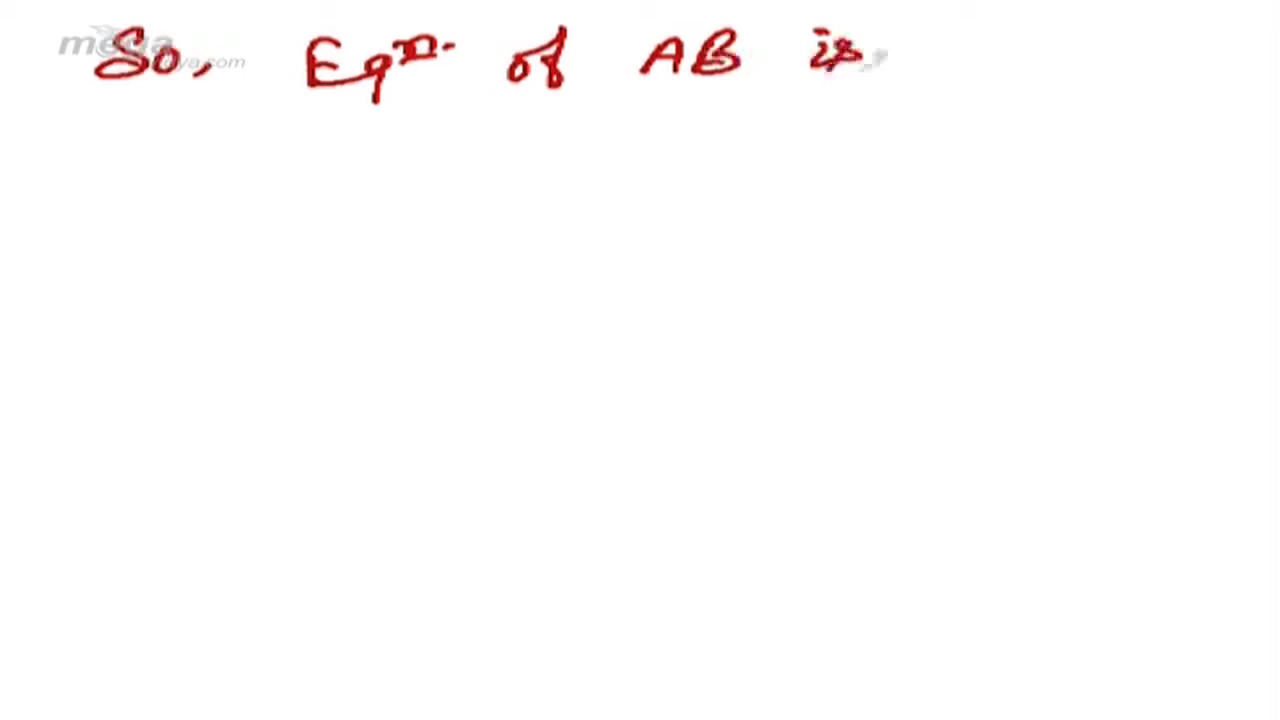 So, Eqn. of AB is